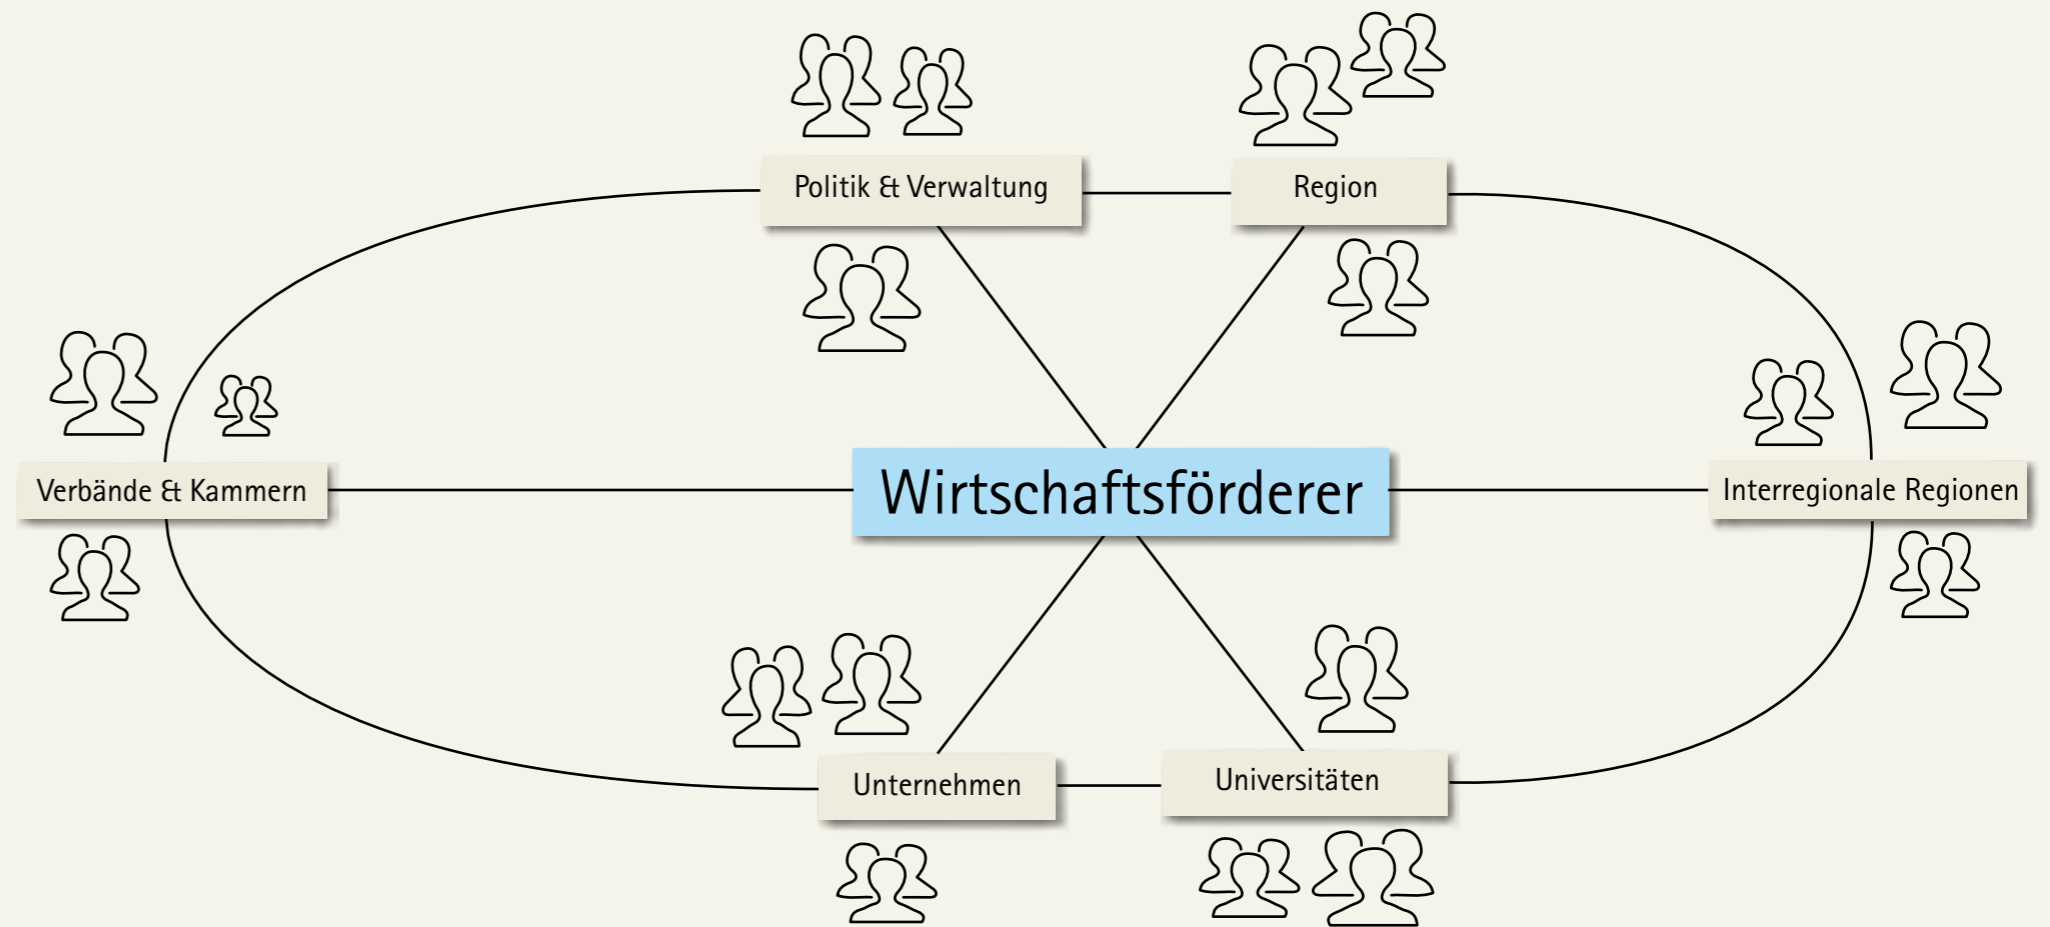 Politik & Verwaltung
Region
Verbände & Kammern
Wirtschaftsförderer
Interregionale Regionen
Unternehmen
Universitäten